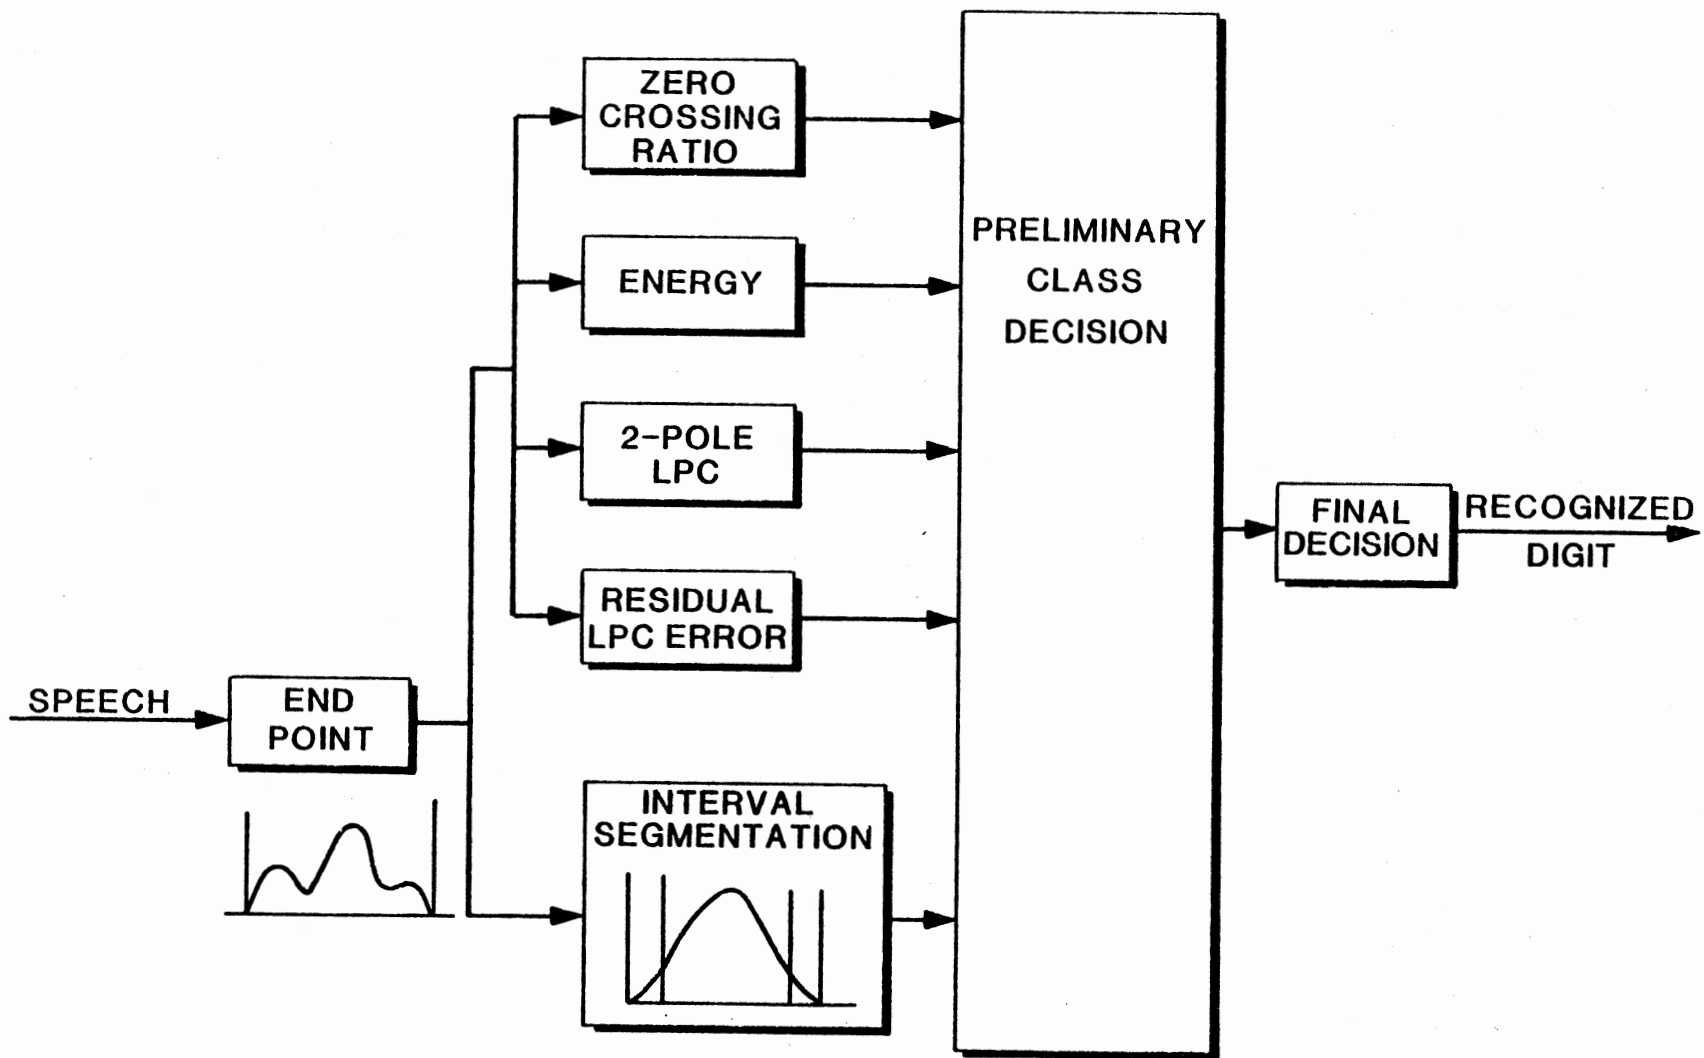 ZERO
CROSSING
RATIO
ENERGY
2-POLE
LPC
RESIDUAL
LPC ERROR
SPEECH
END
POINT
INTERVAL
SEGMENTATION
PRELIMINARY
CLASS
DECISION
FINAL
DECISION
RECOGNIZED
DIGIT